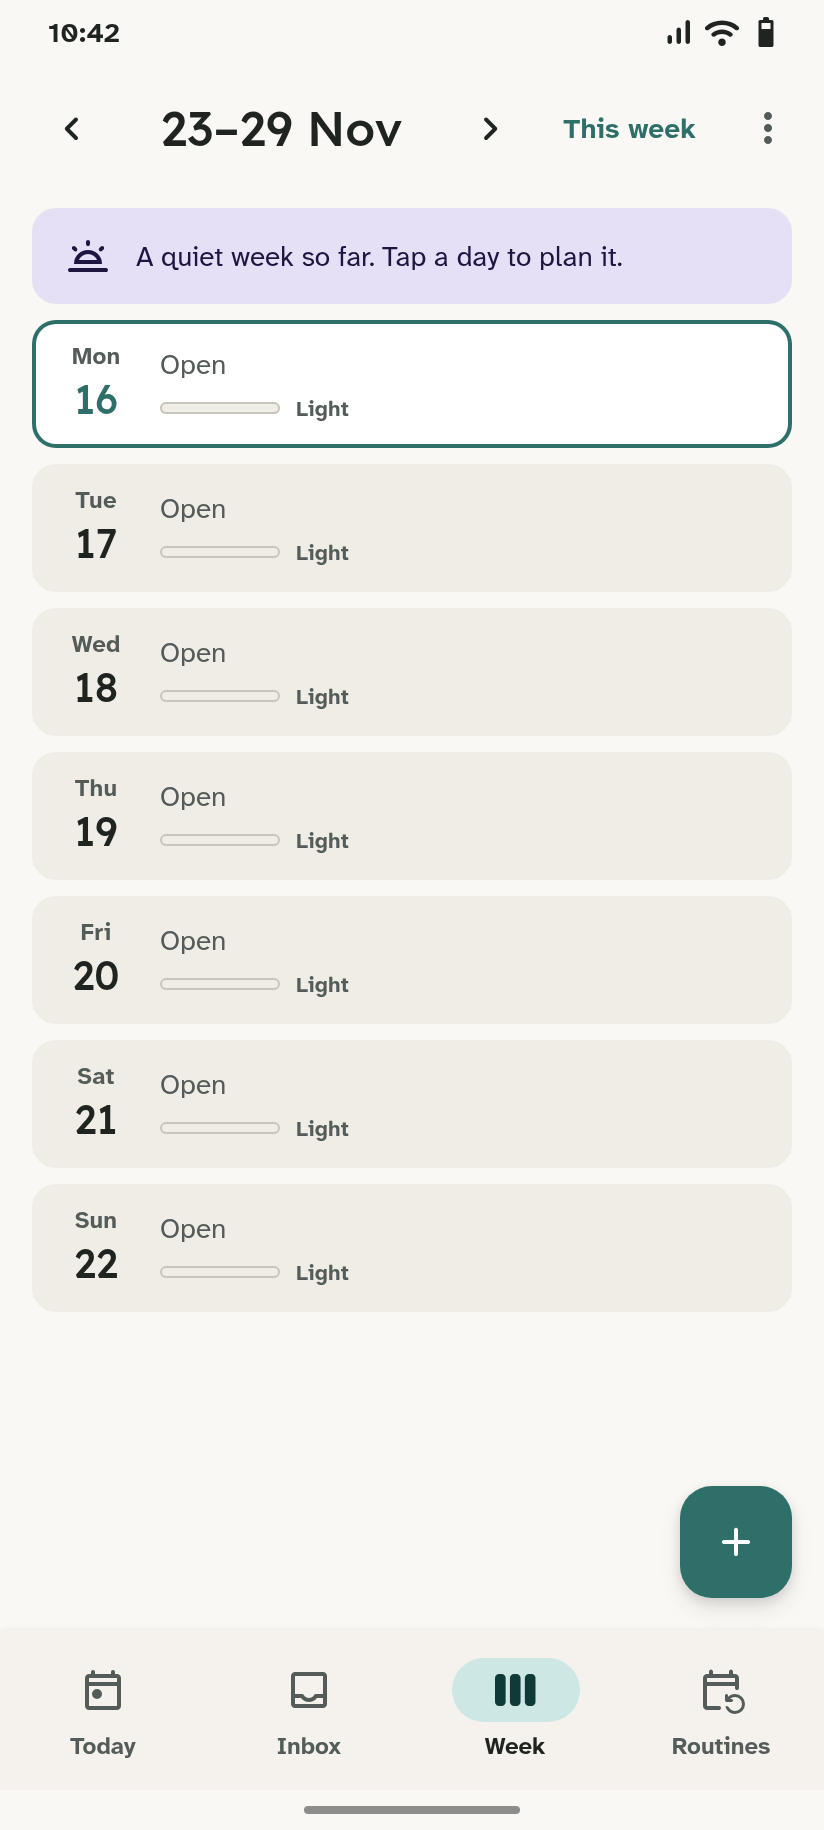 10:42
23–29 Nov
This week
A quiet week so far. Tap a day to plan it.
Mon
16
Open
Light
Tue
17
Open
Light
Wed
18
Open
Light
Thu
19
Open
Light
Fri
20
Open
Light
Sat
21
Open
Light
Sun
22
Open
Light
Today
Inbox
Week
Routines